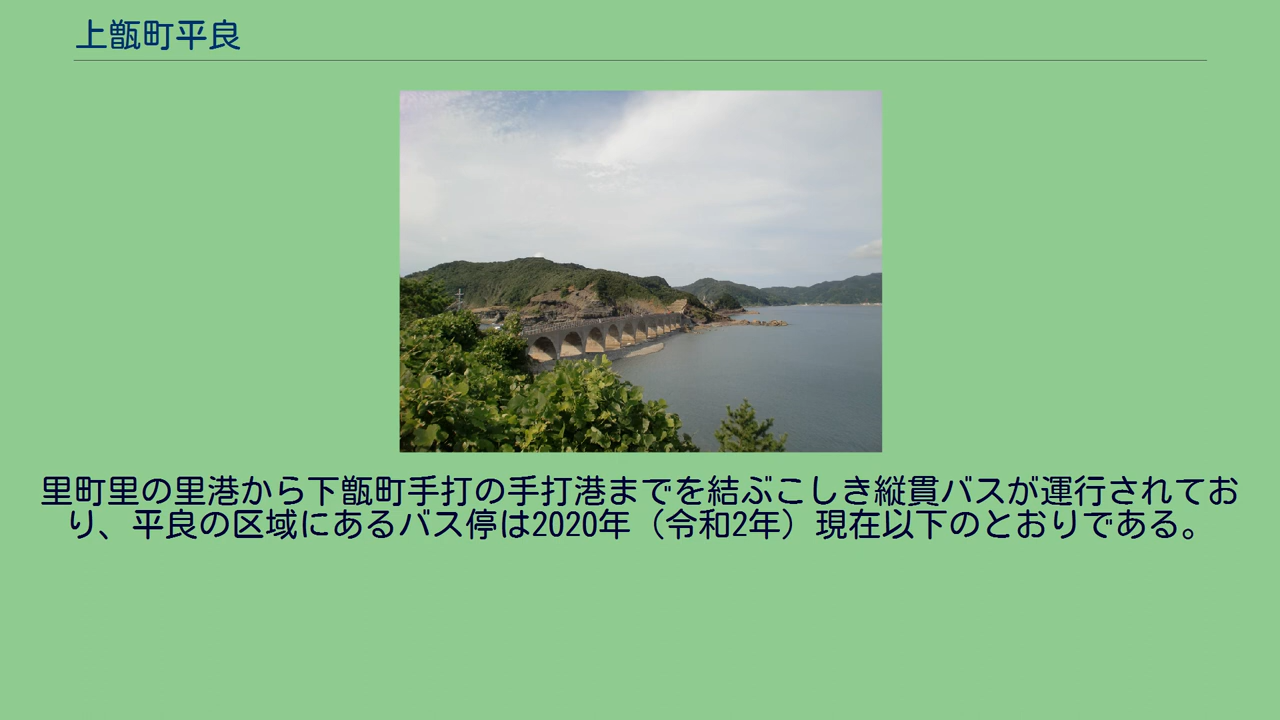 上甑町平良
里町里の里港から下甑町手打の手打港までを結ぶこしき縦貫バスが運行されてお
り、平良の区域にあるバス停は2020年（令和2年）現在以下のとおりである。